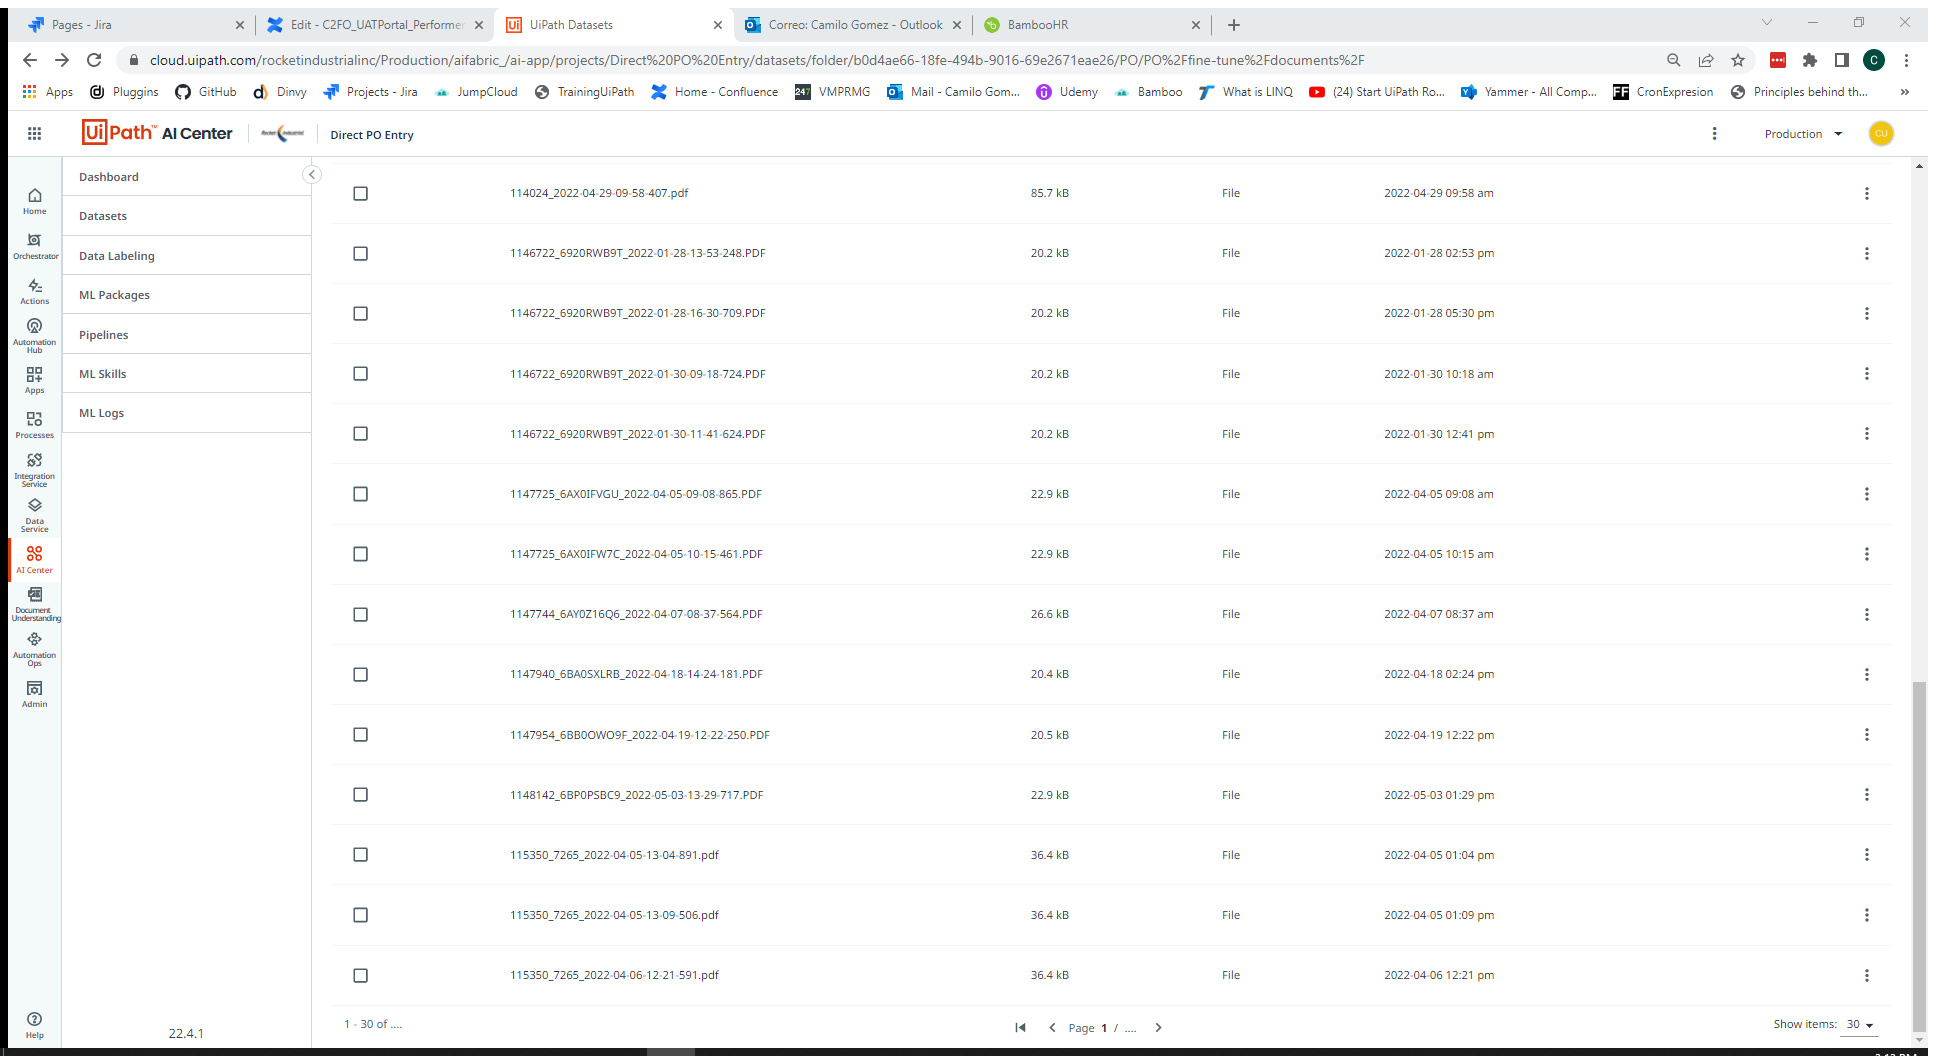 Pages - Jira
Edit - C2FO_UATPortal_Performer
UiPath Datasets
Correo: Camilo Gomez - Outlook
BambooHR
cloud.uipath.com/rocketindustrialinc/Production/aifabric_/ai-app/projects/Direct%20PO%20Entry/datasets/folder/b0d4ae66-18fe-494b-9016-69e2671eae26/PO/PO%2Ffine-tune%2Fdocuments%2F
C
Apps
Pluggins
GitHub
Dinvy
Projects - Jira
JumpCloud
TrainingUiPath
Home - Confluence
247 VMPRMG
Mail - Camilo Gom...
Udemy
Bamboo
What is LINQ
(24) Start UiPath Ro...
Yammer - All Comp...
FF CronExpresion
Principles behind th...
»
UiPath™ AI Center
Rocket Industrial
Direct PO Entry
Production
CU
Home
Orchestrator
Actions
Automation
Hub
Apps
Processes
Integration
Service
Data
Service
AI Center
Document
Understanding
Automation
Ops
Admin
Help
Dashboard
Datasets
Data Labeling
ML Packages
Pipelines
ML Skills
ML Logs
22.4.1
114024_2022-04-29-09-58-407.pdf 85.7 kB File 2022-04-29 09:58 am
1146722_6920RWB9T_2022-01-28-13-53-248.PDF 20.2 kB File 2022-01-28 02:53 pm
1146722_6920RWB9T_2022-01-28-16-30-709.PDF 20.2 kB File 2022-01-28 05:30 pm
1146722_6920RWB9T_2022-01-30-09-18-724.PDF 20.2 kB File 2022-01-30 10:18 am
1146722_6920RWB9T_2022-01-30-11-41-624.PDF 20.2 kB File 2022-01-30 12:41 pm
1147725_6AX0IFVGU_2022-04-05-09-08-865.PDF 22.9 kB File 2022-04-05 09:08 am
1147725_6AX0IFW7C_2022-04-05-10-15-461.PDF 22.9 kB File 2022-04-05 10:15 am
1147744_6AY0Z16Q6_2022-04-07-08-37-564.PDF 26.6 kB File 2022-04-07 08:37 am
1147940_6BA0SXLRB_2022-04-18-14-24-181.PDF 20.4 kB File 2022-04-18 02:24 pm
1147954_6BB0OWO9F_2022-04-19-12-22-250.PDF 20.5 kB File 2022-04-19 12:22 pm
1148142_6BP0PSBC9_2022-05-03-13-29-717.PDF 22.9 kB File 2022-05-03 01:29 pm
115350_7265_2022-04-05-13-04-891.pdf 36.4 kB File 2022-04-05 01:04 pm
115350_7265_2022-04-05-13-09-506.pdf 36.4 kB File 2022-04-05 01:09 pm
115350_7265_2022-04-06-12-21-591.pdf 36.4 kB File 2022-04-06 12:21 pm
1 - 30 of ....
Page 1 / ....
Show items: 30